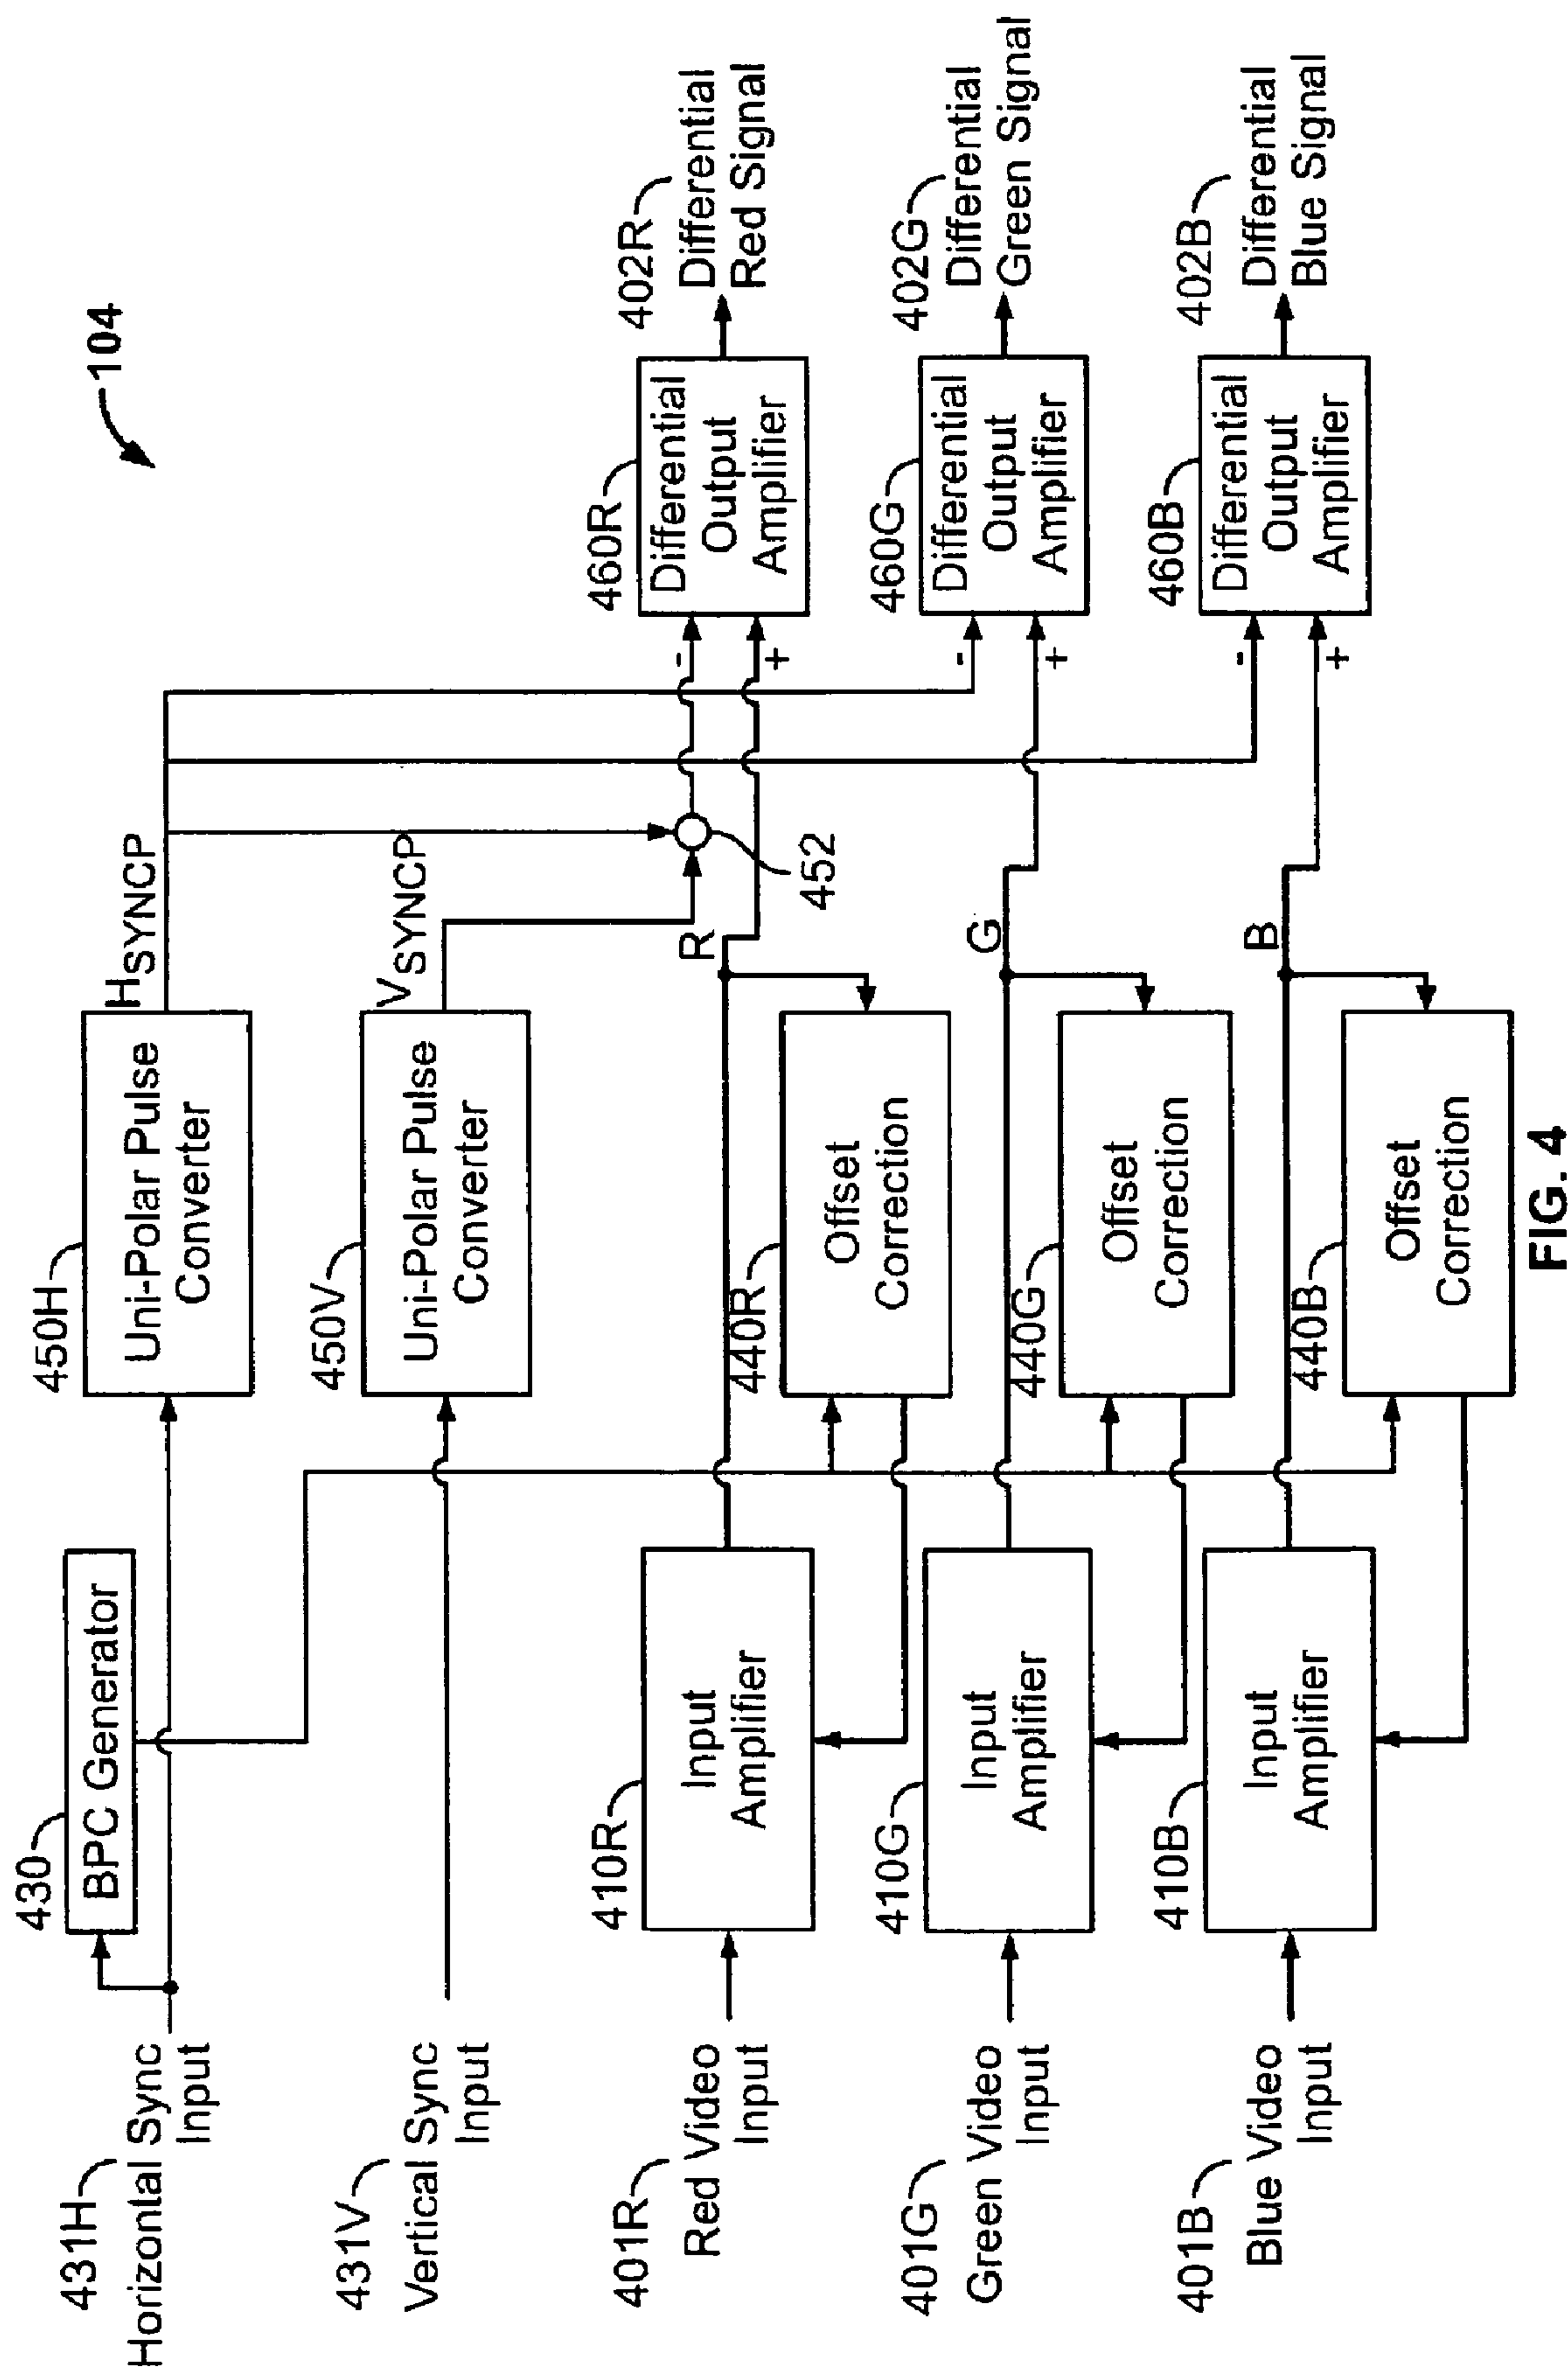 104
431H
Horizontal Sync
Input
430
BPC Generator
450H
Uni-Polar Pulse
Converter
HSYNCP
431V
Vertical Sync
Input
450V
Uni-Polar Pulse
Converter
VSYNCP
452
401R
Red Video
Input
410R
Input
Amplifier
440R
Offset
Correction
R
-
+
460R
Differential
Output
Amplifier
402R
Differential
Red Signal
401G
Green Video
Input
410G
Input
Amplifier
440G
Offset
Correction
G
-
+
460G
Differential
Output
Amplifier
402G
Differential
Green Signal
401B
Blue Video
Input
410B
Input
Amplifier
440B
Offset
Correction
B
-
+
460B
Differential
Output
Amplifier
402B
Differential
Blue Signal
FIG. 4